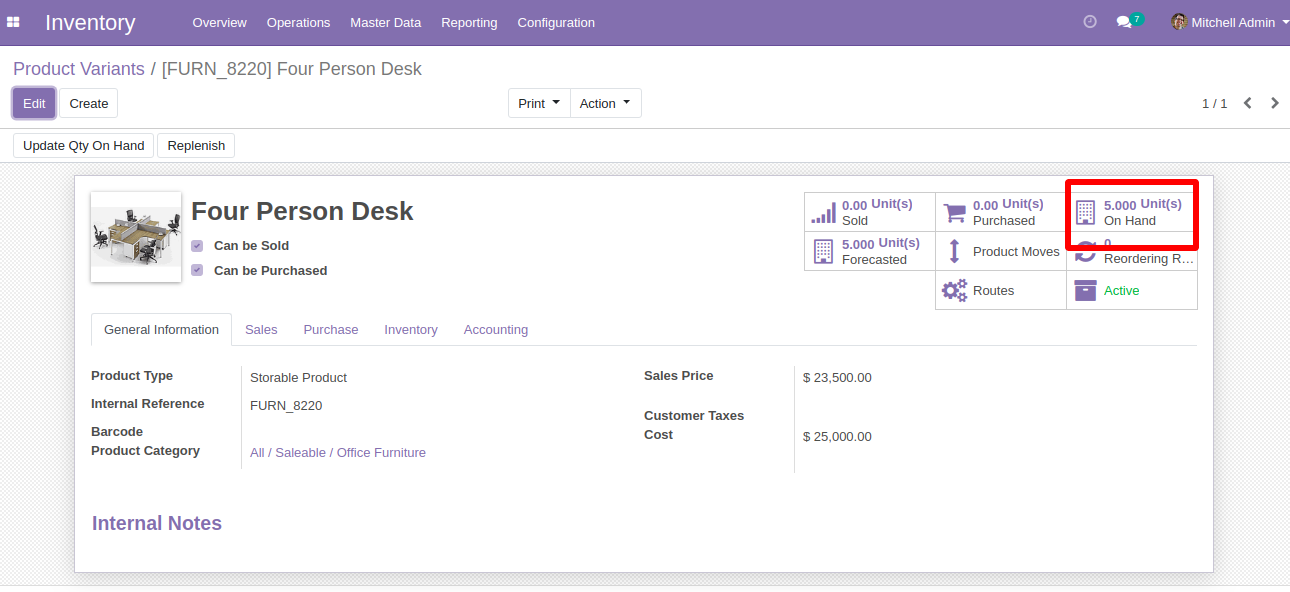 Inventory Overview Operations Master Data Reporting Configuration 7 Mitchell Admin
Product Variants / [FURN_8220] Four Person Desk
Edit Create Print Action 1 / 1
Update Qty On Hand Replenish
Four Person Desk
Can be Sold
Can be Purchased
0.00 Unit(s)
Sold
0.00 Unit(s)
Purchased
5.000 Unit(s)
On Hand
5.000 Unit(s)
Forecasted
Product Moves
0
Reordering R...
Routes
Active
General Information Sales Purchase Inventory Accounting
Product Type Storable Product
Internal Reference FURN_8220
Barcode
Product Category All / Saleable / Office Furniture
Sales Price $ 23,500.00
Customer Taxes
Cost $ 25,000.00
Internal Notes